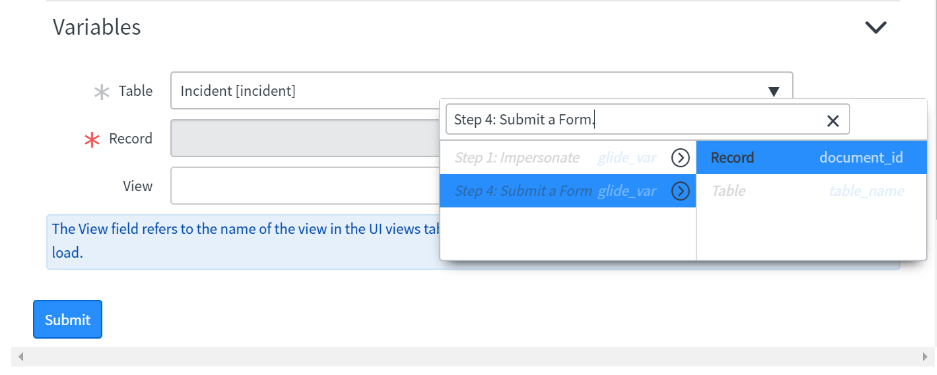 Variables
Table
Incident [incident]
Step 4: Submit a Form.
Record
Step 1: Impersonate glide_var
Record document_id
View
Step 4: Submit a Form glide_var
Table table_name
The View field refers to the name of the view in the UI views
load.
Submit